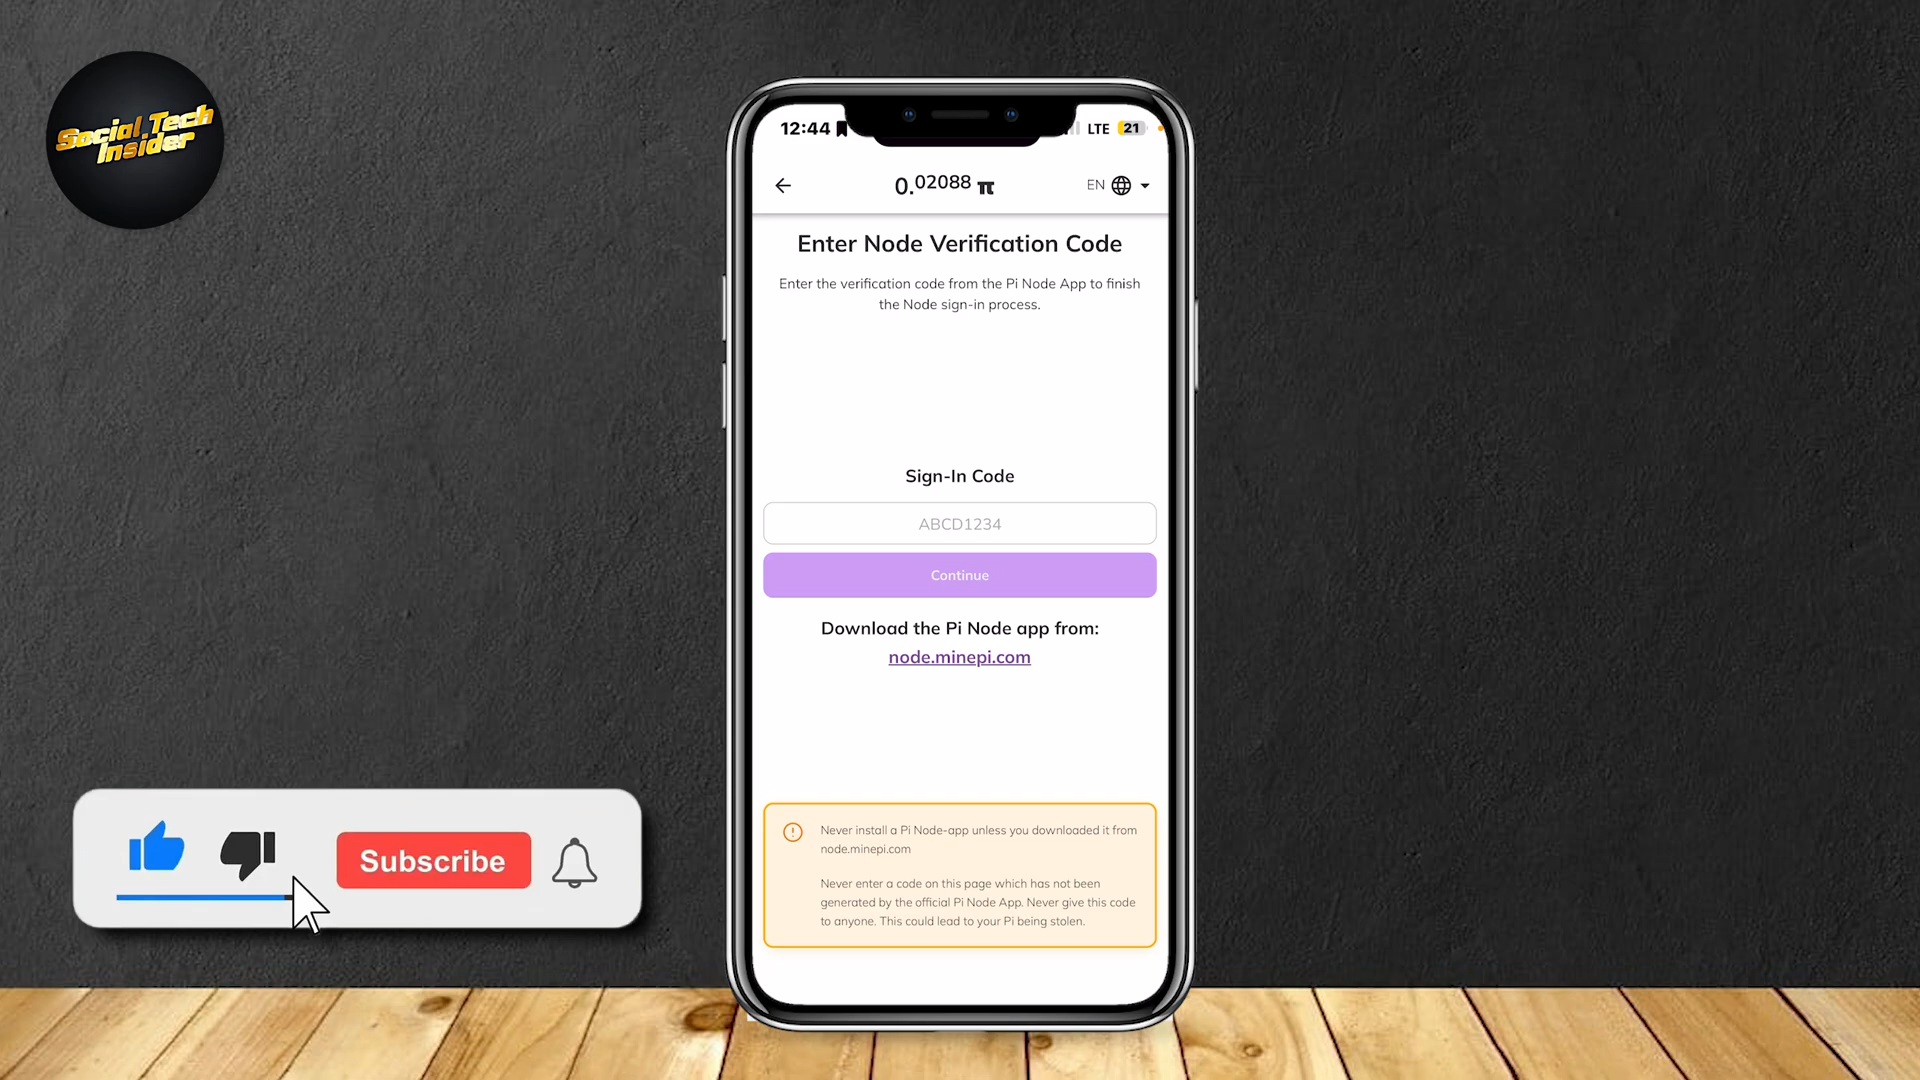 Social Tech
Insider
12:44
LTE 21
0.02088 π
EN
Enter Node Verification Code
Enter the verification code from the Pi Node App to finish
the Node sign-in process.
Sign-In Code
ABCD1234
Continue
Download the Pi Node app from:
node.minepi.com
Never install a Pi Node-app unless you downloaded it from
node.minepi.com
Never enter a code on this page which has not been
generated by the official Pi Node App. Never give this code
to anyone. This could lead to your Pi being stolen.
Subscribe